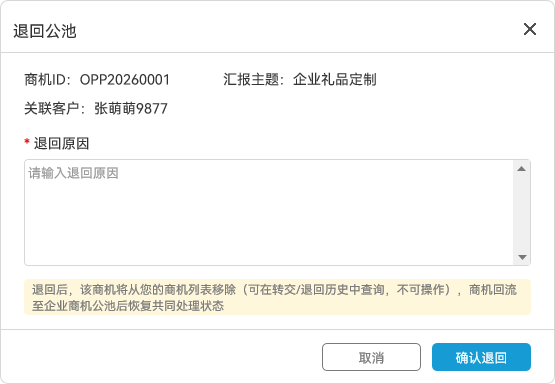 退回公池
商机ID：OPP20260001 汇报主题：企业礼品定制
关联客户：张萌萌9877
* 退回原因
请输入退回原因
退回后，该商机将从您的商机列表移除（可在转交/退回历史中查询，不可操作），商机回流
至企业商机公池后恢复共同处理状态
取消 确认退回